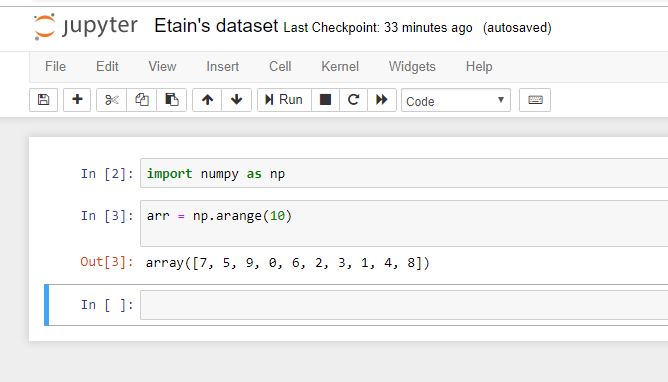 jupyter Etain's dataset Last Checkpoint: 33 minutes ago (autosaved)
File Edit View Insert Cell Kernel Widgets Help
Run Code
In [2]: import numpy as np
In [3]: arr = np.arange(10)
Out[3]: array([7, 5, 9, 0, 6, 2, 3, 1, 4, 8])
In [ ]: